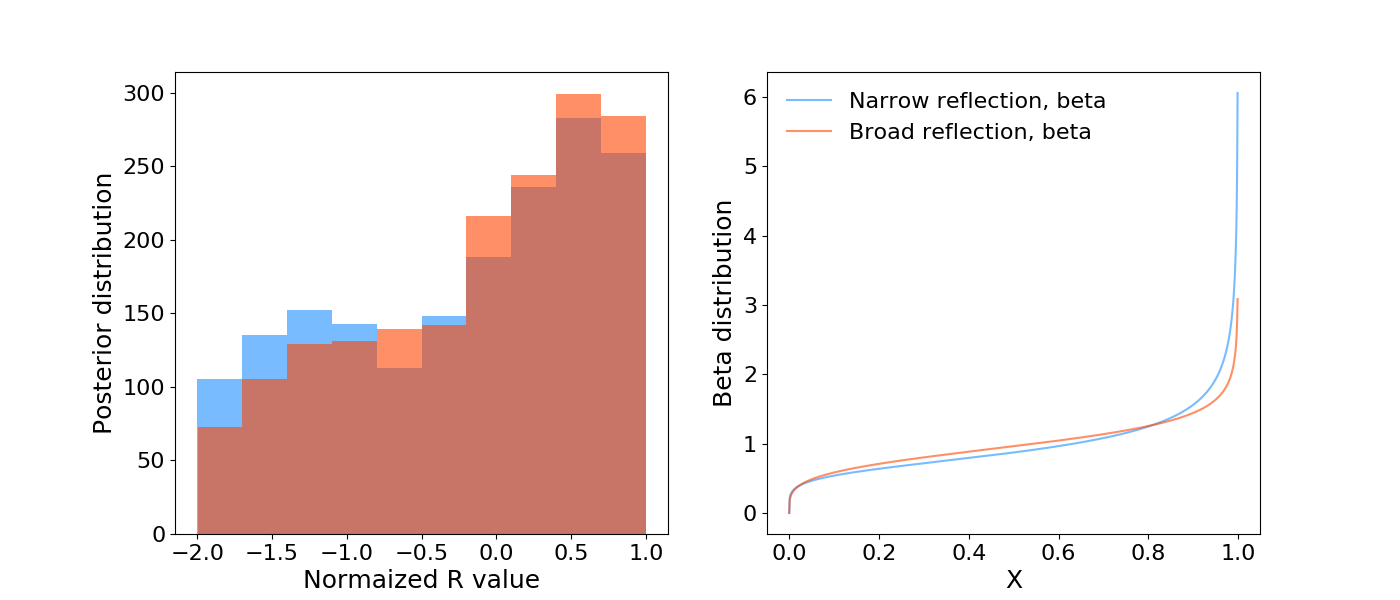 Posterior distribution
300
250
200
150
100
50
0
−2.0 −1.5 −1.0 −0.5 0.0 0.5 1.0
Normaized R value
Beta distribution
6
5
4
3
2
1
0
0.0 0.2 0.4 0.6 0.8 1.0
X
Narrow reflection, beta
Broad reflection, beta